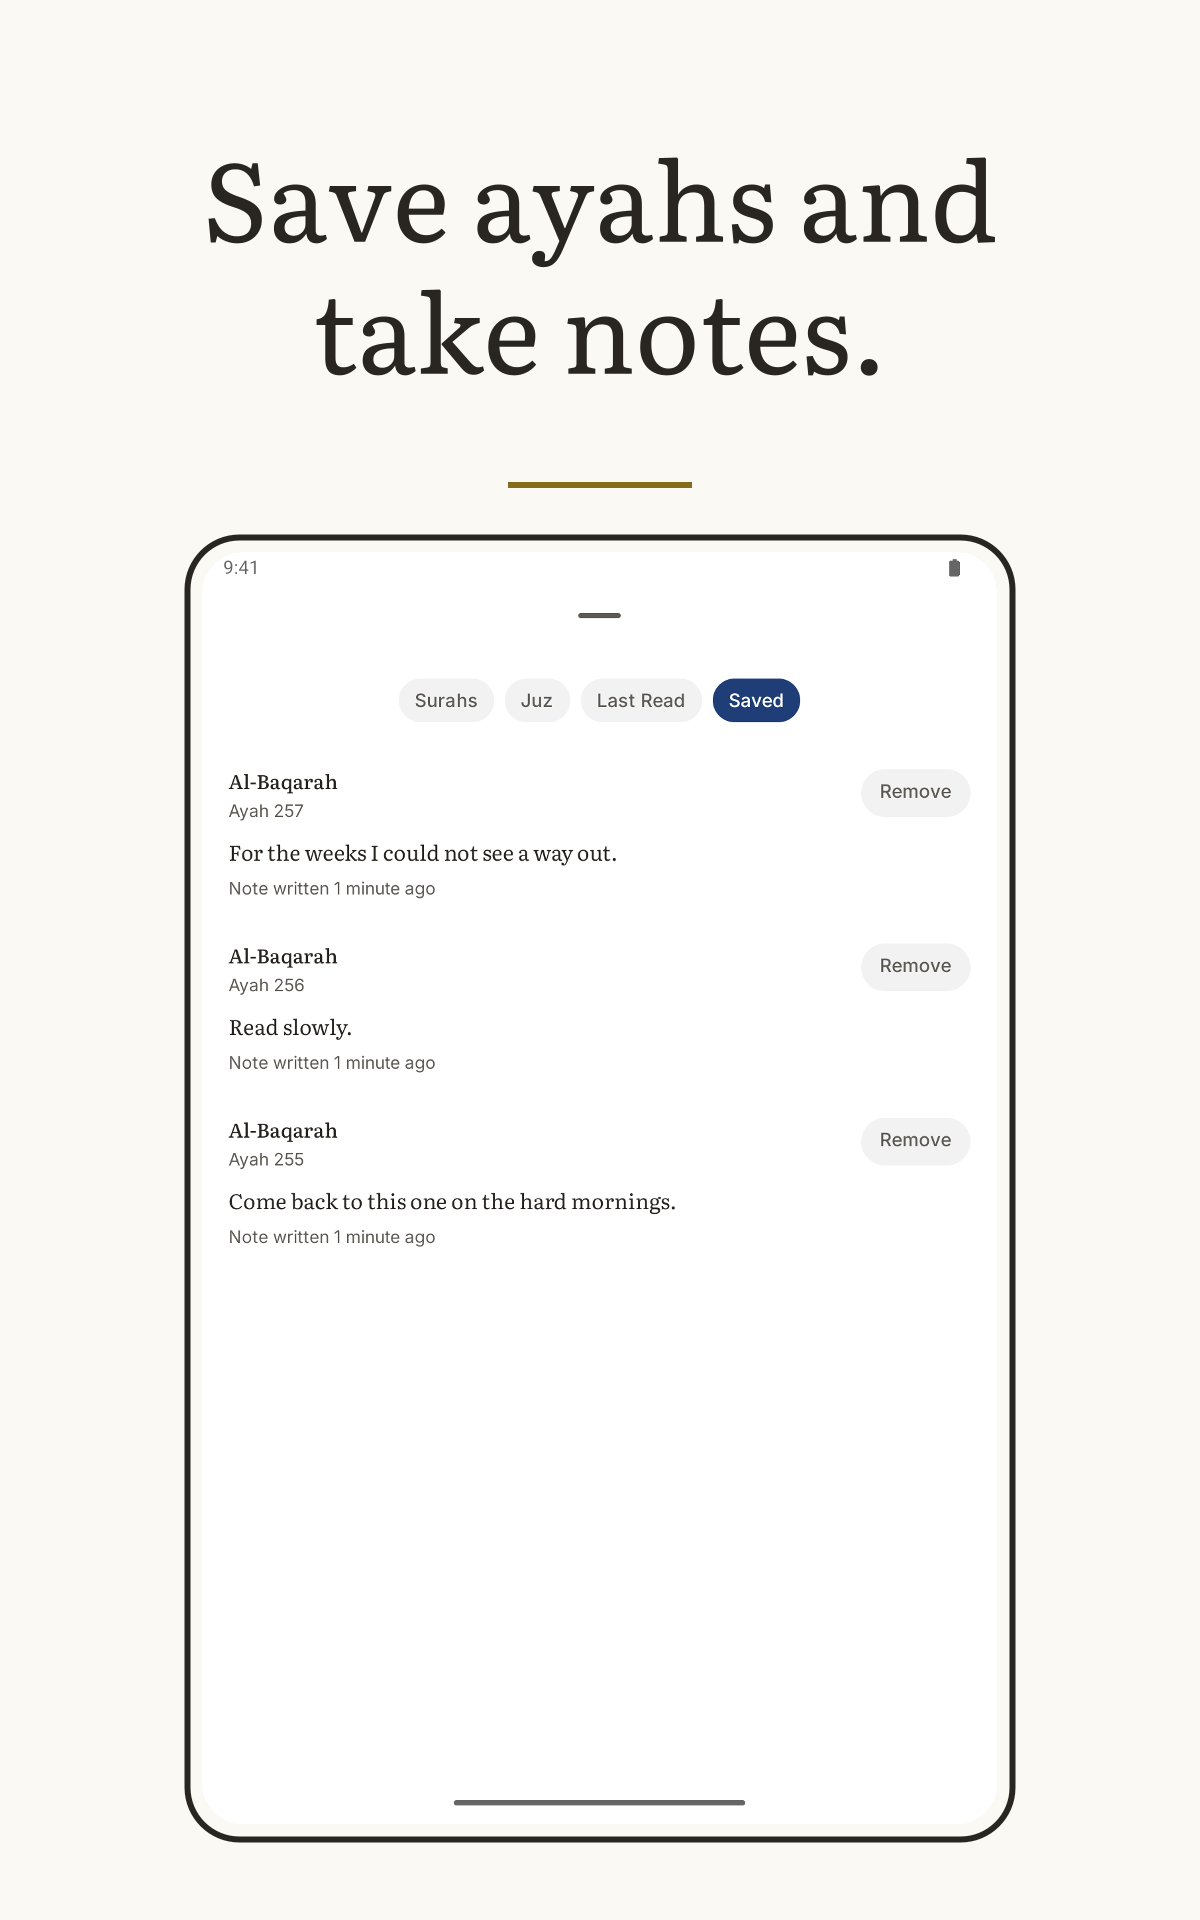 Save ayahs and
take notes.
9:41
Surahs Juz Last Read Saved
Al-Baqarah
Ayah 257
Remove
For the weeks I could not see a way out.
Note written 1 minute ago
Al-Baqarah
Ayah 256
Remove
Read slowly.
Note written 1 minute ago
Al-Baqarah
Ayah 255
Remove
Come back to this one on the hard mornings.
Note written 1 minute ago